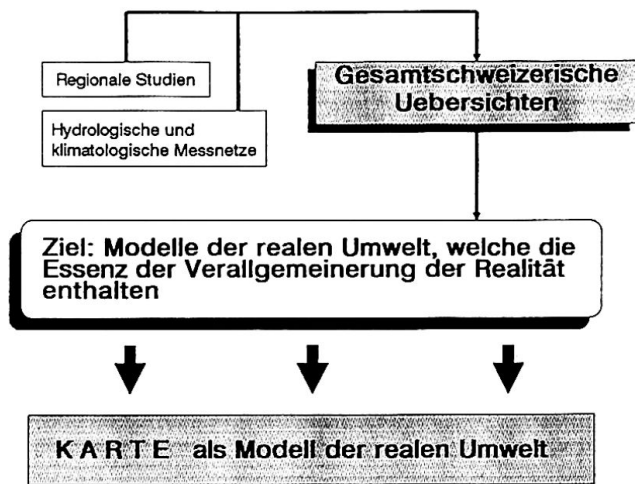 Regionale Studien
Hydrologische und
klimatologische Messnetze
Gesamtschweizerische
Uebersichten
Ziel: Modelle der realen Umwelt, welche die
Essenz der Verallgemeinerung der Realität
enthalten
KARTE als Modell der realen Umwelt